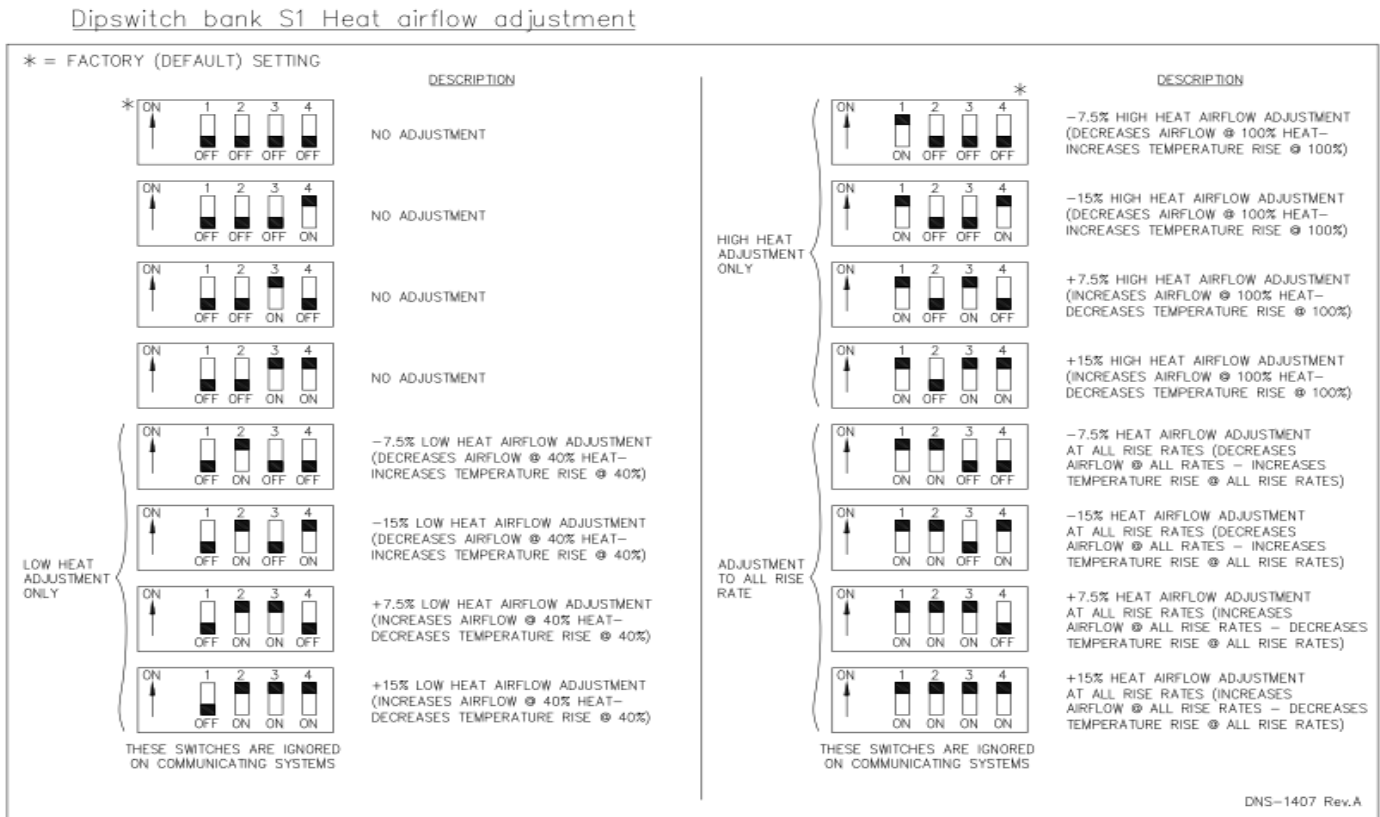 Dipswitch bank S1 Heat airflow adjustment
* = FACTORY (DEFAULT) SETTING
DESCRIPTION
* ON 1 2 3 4
OFF OFF OFF OFF
NO ADJUSTMENT
ON 1 2 3 4
OFF OFF OFF ON
NO ADJUSTMENT
ON 1 2 3 4
OFF OFF ON OFF
NO ADJUSTMENT
ON 1 2 3 4
OFF OFF ON ON
NO ADJUSTMENT
LOW HEAT
ADJUSTMENT
ONLY
ON 1 2 3 4
OFF ON OFF OFF
-7.5% LOW HEAT AIRFLOW ADJUSTMENT
(DECREASES AIRFLOW @ 40% HEAT-
INCREASES TEMPERATURE RISE @ 40%)
ON 1 2 3 4
OFF ON OFF ON
-15% LOW HEAT AIRFLOW ADJUSTMENT
(DECREASES AIRFLOW @ 40% HEAT-
INCREASES TEMPERATURE RISE @ 40%)
ON 1 2 3 4
OFF ON ON OFF
+7.5% LOW HEAT AIRFLOW ADJUSTMENT
(INCREASES AIRFLOW @ 40% HEAT-
DECREASES TEMPERATURE RISE @ 40%)
ON 1 2 3 4
OFF ON ON ON
+15% LOW HEAT AIRFLOW ADJUSTMENT
(INCREASES AIRFLOW @ 40% HEAT-
DECREASES TEMPERATURE RISE @ 40%)
THESE SWITCHES ARE IGNORED
ON COMMUNICATING SYSTEMS
DESCRIPTION
*
HIGH HEAT
ADJUSTMENT
ONLY
ON 1 2 3 4
ON OFF OFF OFF
-7.5% HIGH HEAT AIRFLOW ADJUSTMENT
(DECREASES AIRFLOW @ 100% HEAT-
INCREASES TEMPERATURE RISE @ 100%)
ON 1 2 3 4
ON OFF OFF ON
-15% HIGH HEAT AIRFLOW ADJUSTMENT
(DECREASES AIRFLOW @ 100% HEAT-
INCREASES TEMPERATURE RISE @ 100%)
ON 1 2 3 4
ON OFF ON OFF
+7.5% HIGH HEAT AIRFLOW ADJUSTMENT
(INCREASES AIRFLOW @ 100% HEAT-
DECREASES TEMPERATURE RISE @ 100%)
ON 1 2 3 4
ON OFF ON ON
+15% HIGH HEAT AIRFLOW ADJUSTMENT
(INCREASES AIRFLOW @ 100% HEAT-
DECREASES TEMPERATURE RISE @ 100%)
ADJUSTMENT
TO ALL RISE
RATE
ON 1 2 3 4
ON ON OFF OFF
-7.5% HEAT AIRFLOW ADJUSTMENT
AT ALL RISE RATES (DECREASES
AIRFLOW @ ALL RATES - INCREASES
TEMPERATURE RISE @ ALL RISE RATES)
ON 1 2 3 4
ON ON OFF ON
-15% HEAT AIRFLOW ADJUSTMENT
AT ALL RISE RATES (DECREASES
AIRFLOW @ ALL RATES - INCREASES
TEMPERATURE RISE @ ALL RISE RATES)
ON 1 2 3 4
ON ON ON OFF
+7.5% HEAT AIRFLOW ADJUSTMENT
AT ALL RISE RATES (INCREASES
AIRFLOW @ ALL RISE RATES - DECREASES
TEMPERATURE RISE @ ALL RISE RATES)
ON 1 2 3 4
ON ON ON ON
+15% HEAT AIRFLOW ADJUSTMENT
AT ALL RISE RATES (INCREASES
AIRFLOW @ ALL RISE RATES - DECREASES
TEMPERATURE RISE @ ALL RISE RATES)
THESE SWITCHES ARE IGNORED
ON COMMUNICATING SYSTEMS
DNS-1407 Rev.A